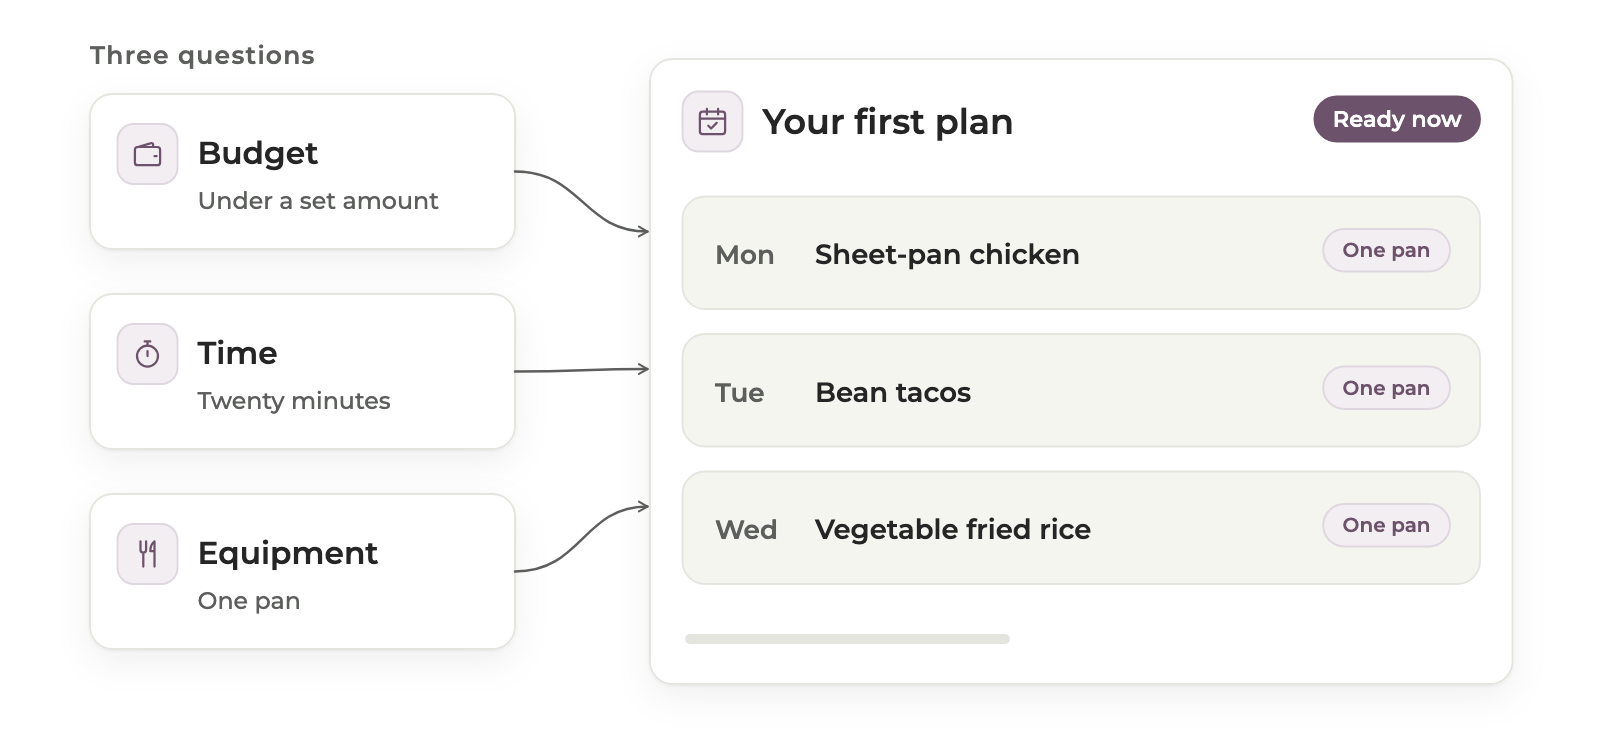 Three questions
Budget
Under a set amount
Time
Twenty minutes
Equipment
One pan
Your first plan
Ready now
Mon Sheet-pan chicken One pan
Tue Bean tacos One pan
Wed Vegetable fried rice One pan